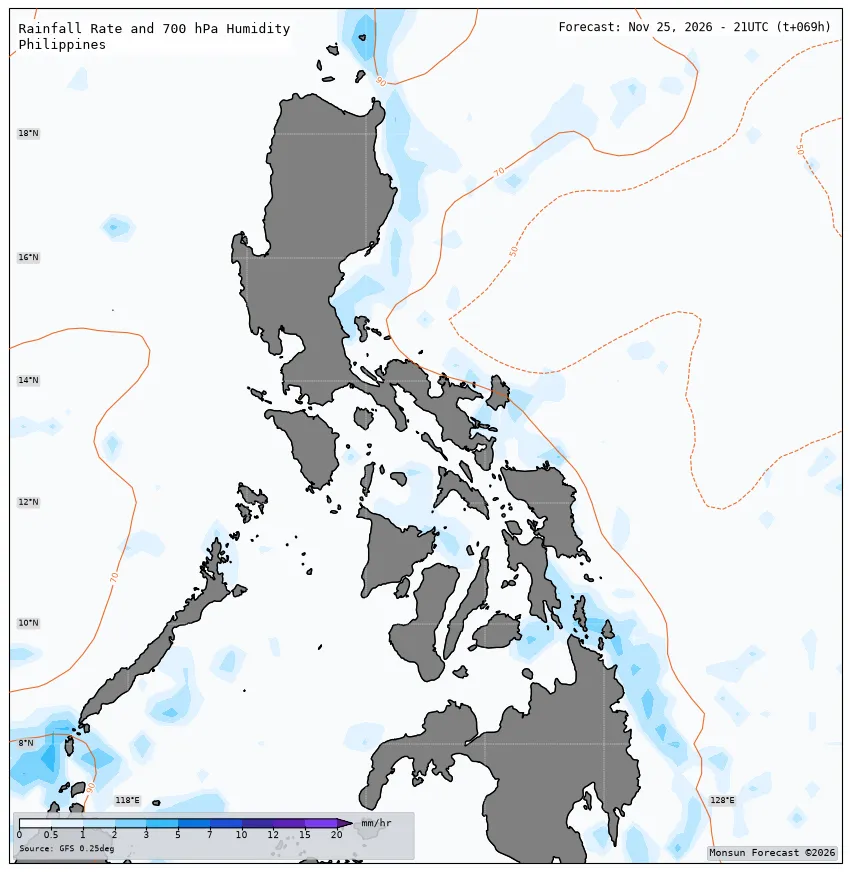 Rainfall Rate and 700 hPa Humidity
Philippines
Forecast: Nov 25, 2026 - 21UTC (t+069h)
90
18°N
50
70
16°N
50
14°N
12°N
70
10°N
8°N
90
118°E
128°E
mm/hr
0 0.5 1 2 3 5 7 10 12 15 20
Source: GFS 0.25deg
Monsun Forecast ©2026